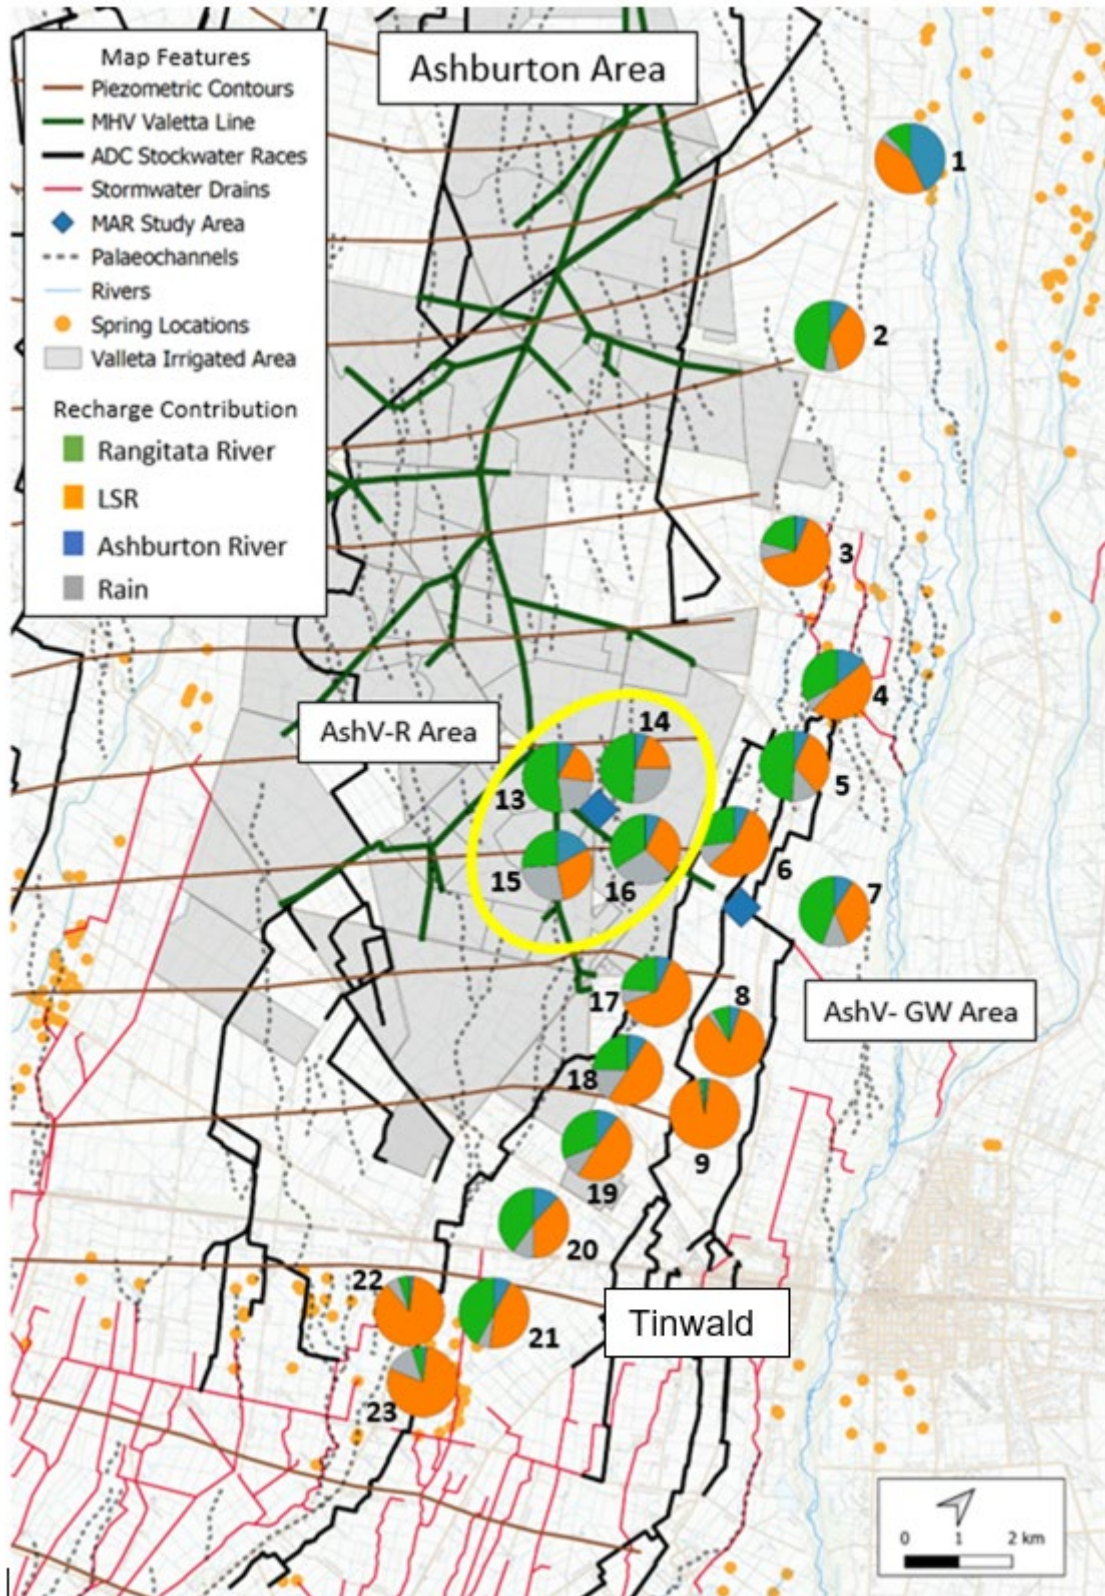 Ashburton Area
Map Features
Piezometric Contours
MHV Valetta Line
ADC Stockwater Races
Stormwater Drains
MAR Study Area
Palaeochannels
Rivers
Spring Locations
Valleta Irrigated Area
Recharge Contribution
Rangitata River
LSR
Ashburton River
Rain
1
2
3
4
AshV-R Area
14
13
5
15
16
6
7
17
8
AshV- GW Area
18
9
19
20
22
21
Tinwald
23
0 1 2 km